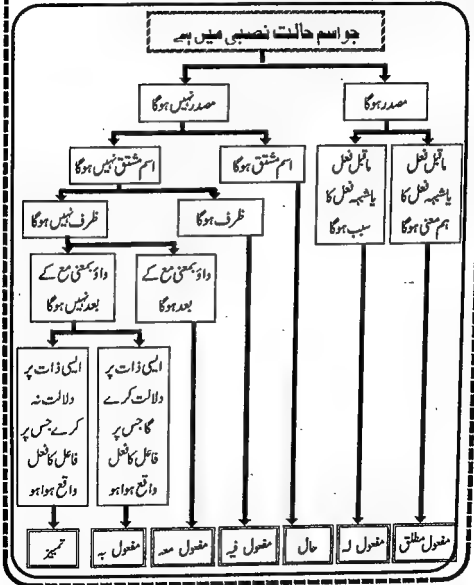 جو اسم حالت نصبی میں ہے
مصدر ہوگا
مصدر نہیں ہوگا
ماقبل فعل
یا شبہہ فعل کا
ہم معنی ہوگا
ماقبل فعل
یا شبہہ فعل کا
سبب ہوگا
اسم مشتق ہوگا
اسم مشتق نہیں ہوگا
ظرف ہوگا
ظرف نہیں ہوگا
واؤ بمعنی مع کے
بعد ہوگا
واؤ بمعنی مع کے
بعد نہیں ہوگا
ایسی ذات پر
دلالت کرے
گا جس پر
فاعل کا فعل
واقع ہوا ہو
ایسی ذات پر
دلالت نہ
کرے جس پر
فاعل کا فعل
واقع ہوا ہو
مفعول مطلق
مفعول لہ
حال
مفعول فیہ
مفعول معہ
مفعول بہ
تمییز